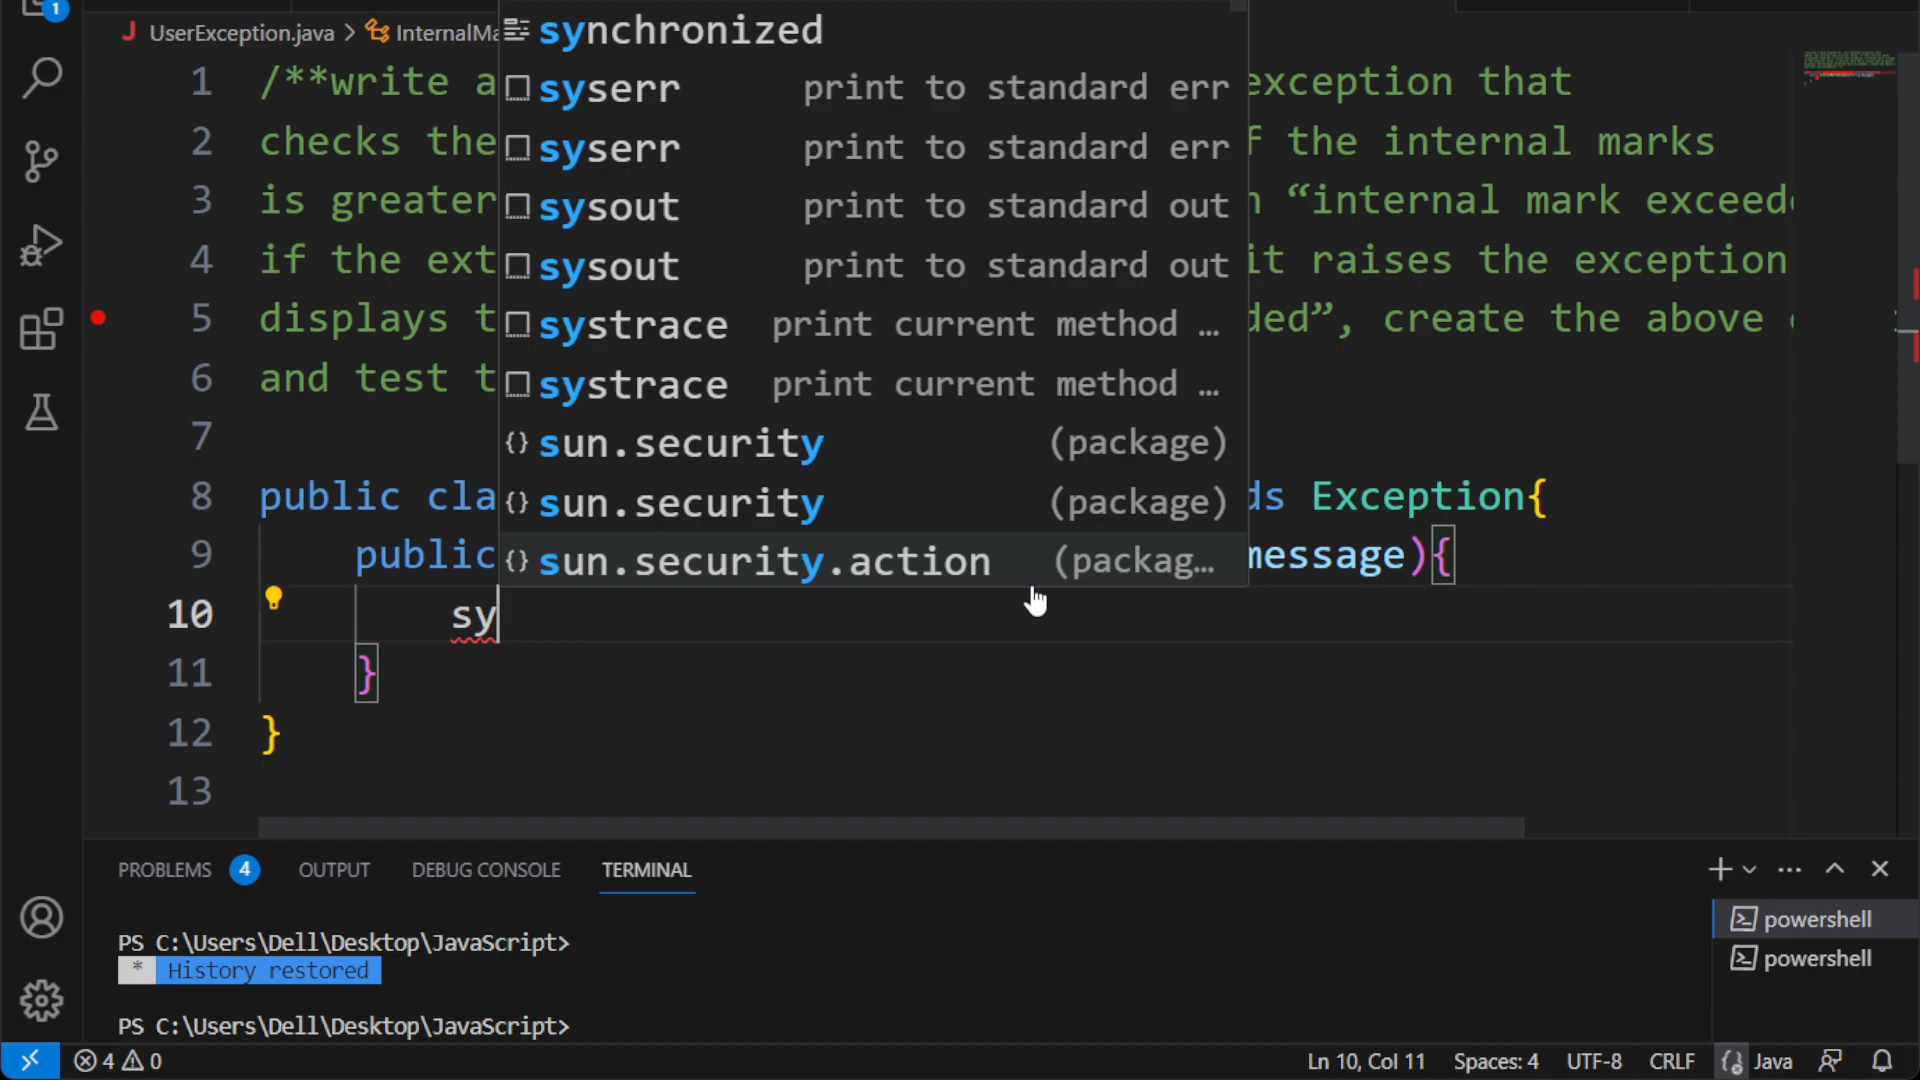 1
UserException.java > InternalMa
synchronized
syserr print to standard err
syserr print to standard err
sysout print to standard out
sysout print to standard out
systrace print current method ...
systrace print current method ...
sun.security (package)
sun.security (package)
sun.security.action (packag...
1 /**write a exception that
2 checks the f the internal marks
3 is greater “internal mark exceed
4 if the ext it raises the exception
5 displays t ded”, create the above
6 and test t
7
8 public cla ds Exception{
9 public message){
10 sy
11 }
12 }
13
PROBLEMS 4 OUTPUT DEBUG CONSOLE TERMINAL
PS C:\Users\Dell\Desktop\JavaScript>
* History restored
PS C:\Users\Dell\Desktop\JavaScript>
powershell
powershell
4 0 Ln 10, Col 11 Spaces: 4 UTF-8 CRLF Java